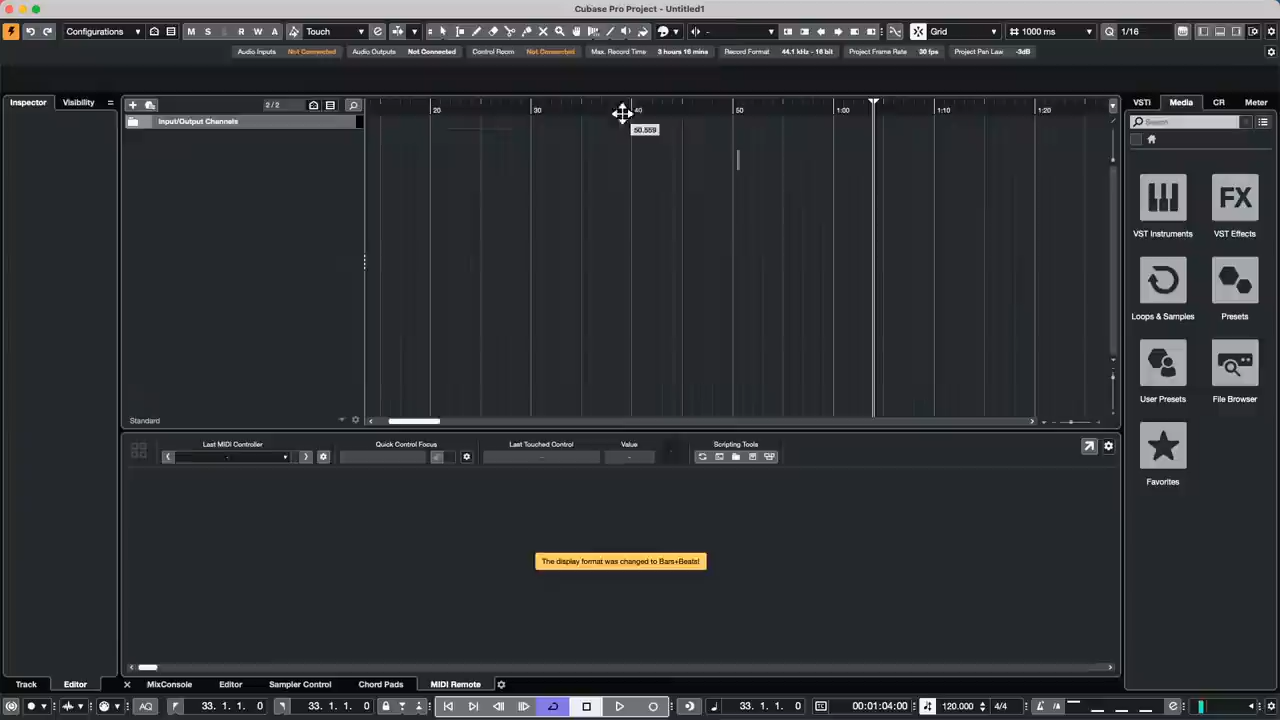 Cubase Pro Project - Untitled1
Configurations M S L R W A Touch Grid 1000 ms Q 1/16
Audio Inputs Not Connected Audio Outputs Not Connected Control Room Not Connected Max. Record Time 3 hours 16 mins Record Format 44.1 kHz - 16 bit Project Frame Rate 30 fps Project Pan Law -3dB
Inspector Visibility
2/2
20 30 40 50 1:00 1:10 1:20
VSTi Media CR Meter
Input/Output Channels
50.559
Search
VST Instruments FX VST Effects
Loops & Samples Presets
User Presets File Browser
Favorites
Standard
Last MIDI Controller Quick Control Focus Last Touched Control Value Scripting Tools
The display format was changed to Bars+Beats!
Track Editor MixConsole Editor Sampler Control Chord Pads MIDI Remote
AQ 33. 1. 1. 0 33. 1. 1. 0 33. 1. 1. 0 00:01:04:00 120.000 4/4